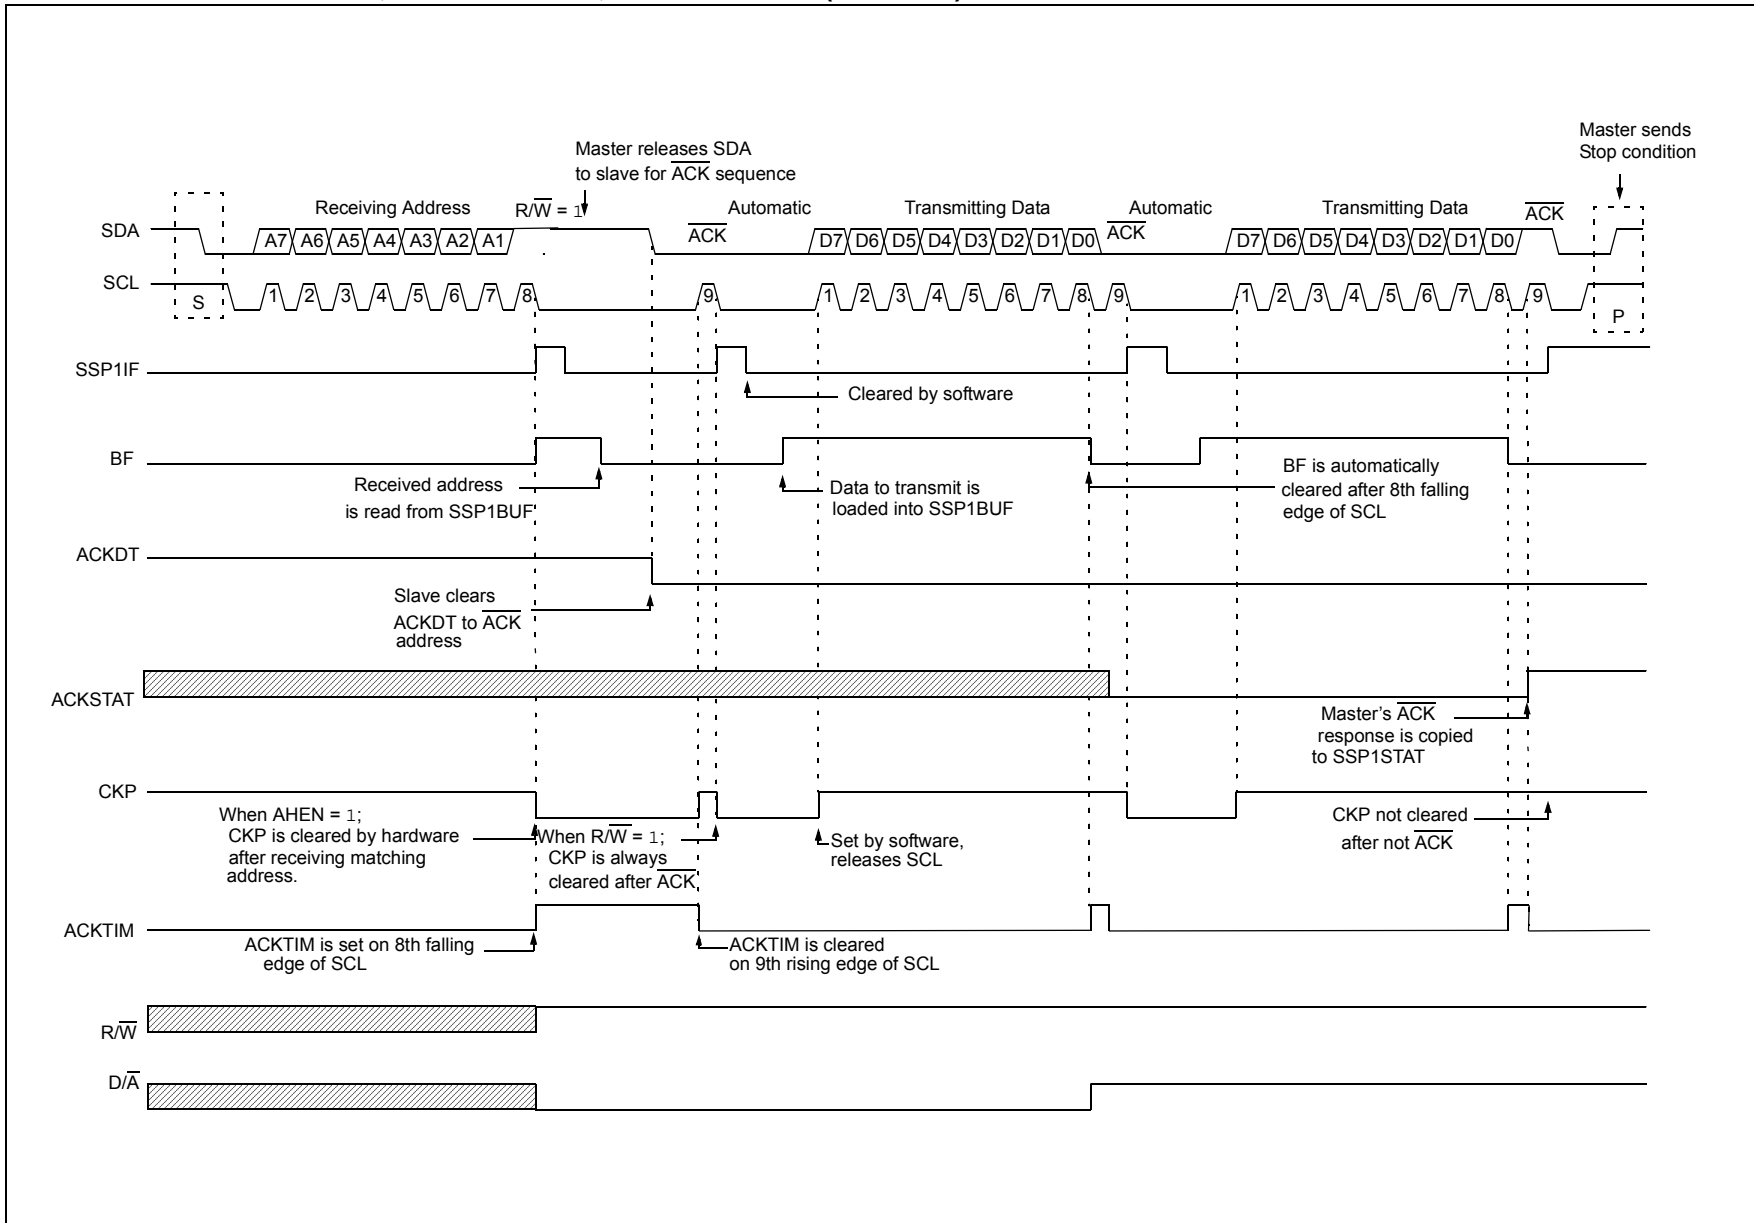 Master sends
Stop condition
Master releases SDA
to slave for ACK sequence
Receiving Address
R/W = 1
Automatic
Transmitting Data
Automatic
Transmitting Data
ACK
SDA
A7 A6 A5 A4 A3 A2 A1
ACK
D7 D6 D5 D4 D3 D2 D1 D0
ACK
D7 D6 D5 D4 D3 D2 D1 D0
SCL
S
1 2 3 4 5 6 7 8 9
1 2 3 4 5 6 7 8 9
1 2 3 4 5 6 7 8 9
P
SSP1IF
Cleared by software
BF
Received address
is read from SSP1BUF
Data to transmit is
loaded into SSP1BUF
BF is automatically
cleared after 8th falling
edge of SCL
ACKDT
Slave clears
ACKDT to ACK
address
ACKSTAT
Master's ACK
response is copied
to SSP1STAT
CKP
When AHEN = 1;
CKP is cleared by hardware
after receiving matching
address.
When R/W = 1;
CKP is always
cleared after ACK
Set by software,
releases SCL
CKP not cleared
after not ACK
ACKTIM
ACKTIM is set on 8th falling
edge of SCL
ACKTIM is cleared
on 9th rising edge of SCL
R/W
D/A